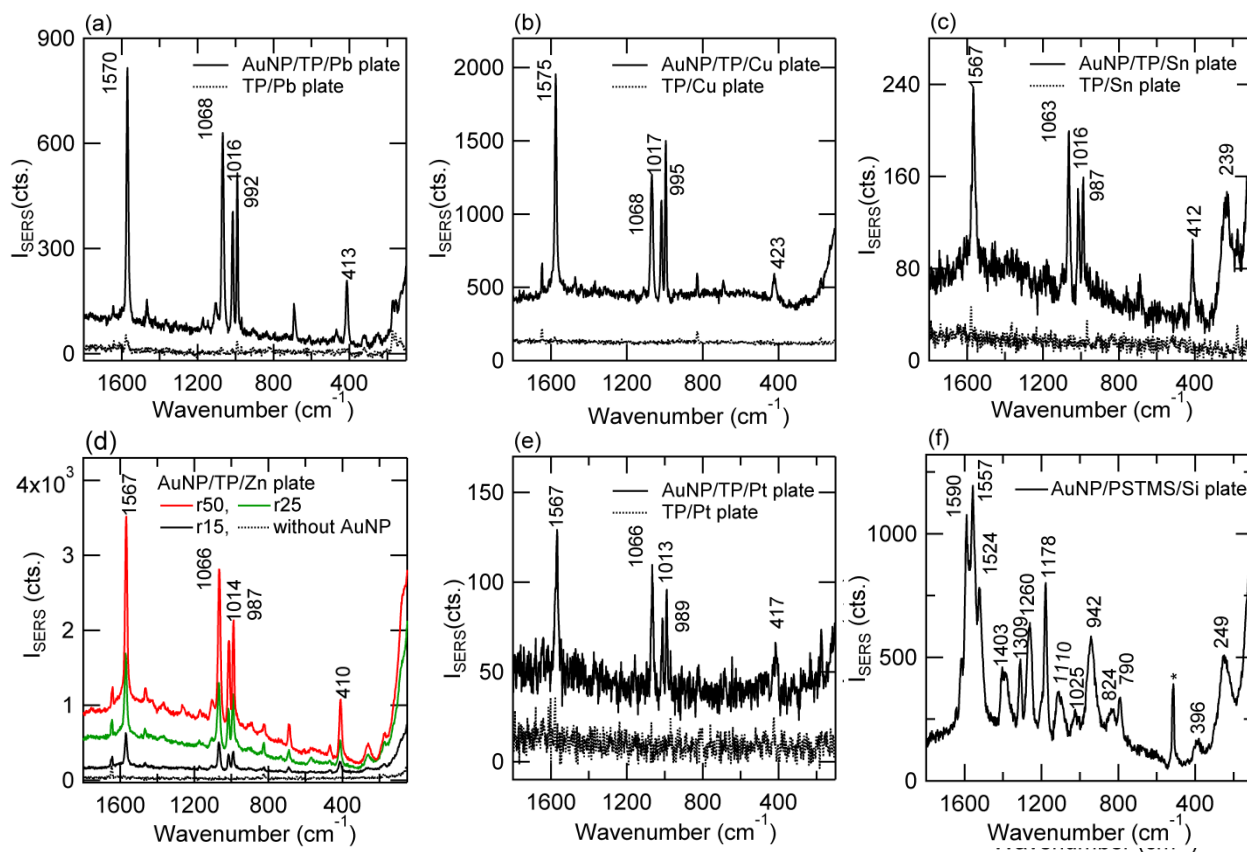 (a)
900
600
300
0
I_SERS(cts.)
1570
1068
1016
992
413
AuNP/TP/Pb plate
TP/Pb plate
1600 1200 800 400
Wavenumber (cm⁻¹)
(b)
2000
1500
1000
500
0
I_SERS(cts.)
1575
1068
1017
995
423
AuNP/TP/Cu plate
TP/Cu plate
1600 1200 800 400
Wavenumber (cm⁻¹)
(c)
240
160
80
0
I_SERS(cts.)
1567
1063
1016
987
412
239
AuNP/TP/Sn plate
TP/Sn plate
1600 1200 800 400
Wavenumber (cm⁻¹)
(d)
4x10³
3
2
1
0
I_SERS (cts.)
1567
1066
1014
987
410
AuNP/TP/Zn plate
r50, r25
r15, without AuNP
1600 1200 800 400
Wavenumber (cm⁻¹)
(e)
150
100
50
0
I_SERS (cts.)
1567
1066
1013
989
417
AuNP/TP/Pt plate
TP/Pt plate
1600 1200 800 400
Wavenumber (cm⁻¹)
(f)
1000
500
0
I_SERS (cts.)
1590
1557
1524
1403
1309
1260
1178
1110
1025
942
824
790
*
396
249
AuNP/PSTMS/Si plate
1600 1200 800 400
Wavenumber (cm⁻¹)